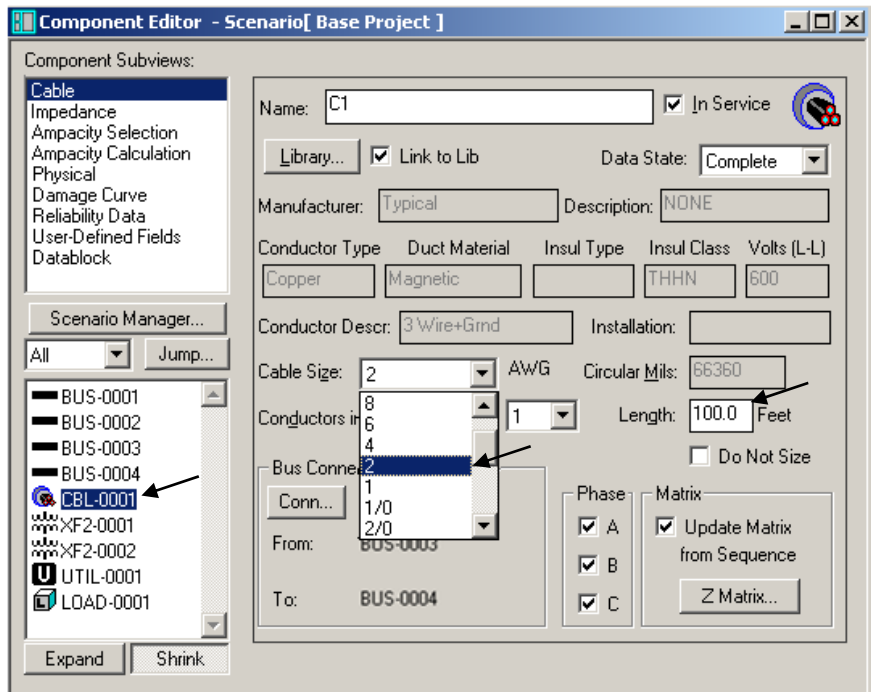 Component Editor - Scenario[ Base Project ]
Component Subviews:
Cable
Impedance
Ampacity Selection
Ampacity Calculation
Physical
Damage Curve
Reliability Data
User-Defined Fields
Datablock
Scenario Manager...
All Jump...
BUS-0001
BUS-0002
BUS-0003
BUS-0004
CBL-0001
XF2-0001
XF2-0002
U UTIL-0001
LOAD-0001
Expand Shrink
Name: C1 In Service
Library... Link to Lib Data State: Complete
Manufacturer: Typical Description: NONE
Conductor Type Duct Material Insul Type Insul Class Volts (L-L)
Copper Magnetic THHN 600
Conductor Descr: 3 Wire+Grnd Installation:
Cable Size: 2 AWG Circular Mils: 66360
Conductors i 1 Length: 100.0 Feet
8
6
4
2
1
1/0
2/0
Do Not Size
Bus Conne
Conn...
From: BUS-0003
To: BUS-0004
Phase
A
B
C
Matrix
Update Matrix
from Sequence
Z Matrix...